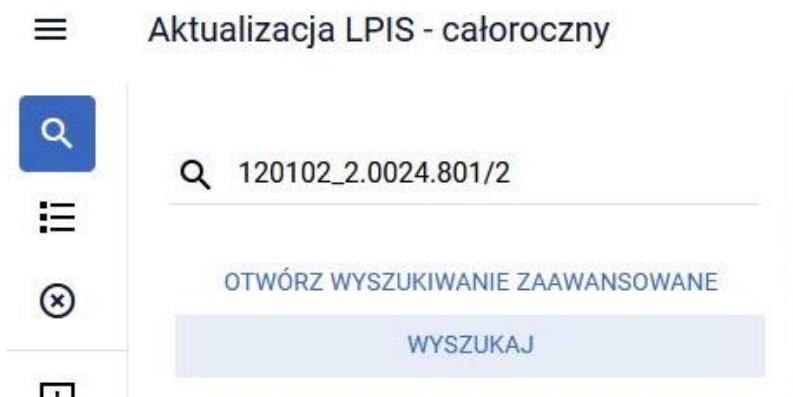 Aktualizacja LPIS - całoroczny
120102_2.0024.801/2
OTWÓRZ WYSZUKIWANIE ZAAWANSOWANE
WYSZUKAJ